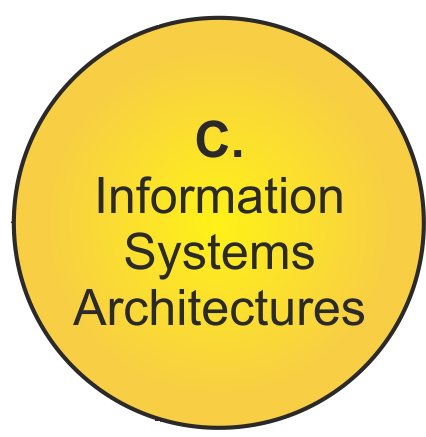 C.
Information
Systems
Architectures